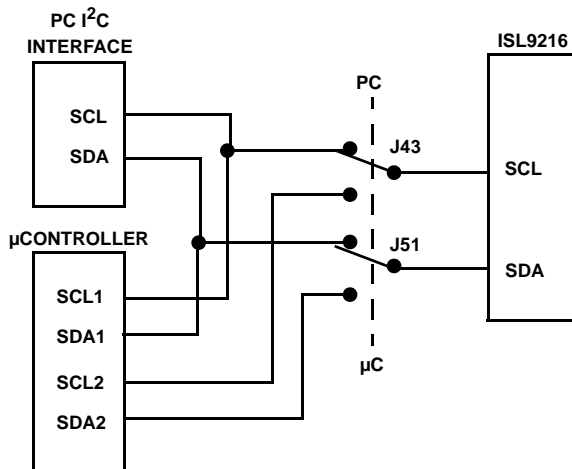 PC I²C
INTERFACE
SCL
SDA
µCONTROLLER
SCL1
SDA1
SCL2
SDA2
PC
J43
J51
µC
ISL9216
SCL
SDA